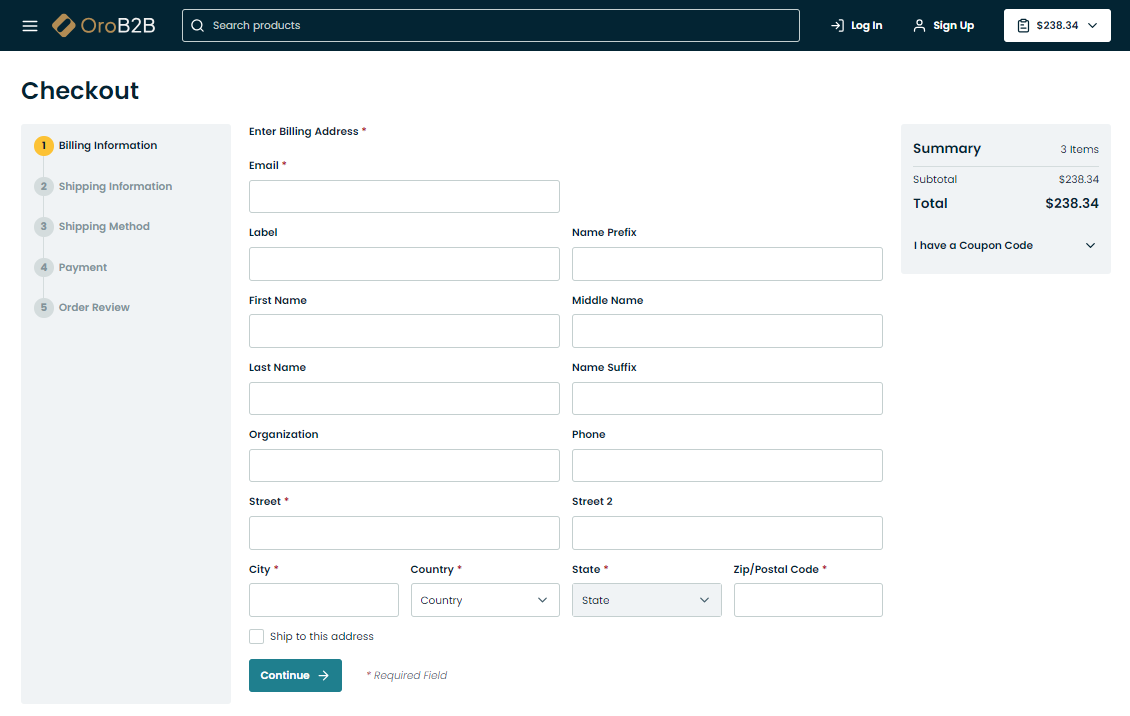 OroB2B
Search products
Log In
Sign Up
$238.34
Checkout
1 Billing Information
2 Shipping Information
3 Shipping Method
4 Payment
5 Order Review
Enter Billing Address *
Email *
Label
Name Prefix
First Name
Middle Name
Last Name
Name Suffix
Organization
Phone
Street *
Street 2
City *
Country *
State *
Zip/Postal Code *
Country
State
Ship to this address
Continue
* Required Field
Summary
3 Items
Subtotal
$238.34
Total
$238.34
I have a Coupon Code